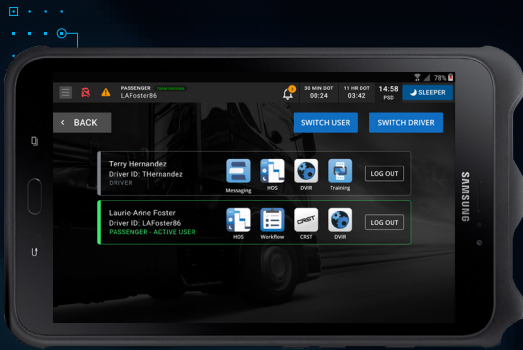 78%
PASSENGER
LAFoster86
30 MIN DOT
00:24
11 HR DOT
03:42
14:58
PSD
SLEEPER
BACK
SWITCH USER
SWITCH DRIVER
Terry Hernandez
Driver ID: THernandez
DRIVER
Messaging
HOS
DVIR
Training
LOG OUT
Laurie-Anne Foster
Driver ID: LAFoster86
PASSENGER - ACTIVE USER
HOS
Workflow
CRST
CRST
DVIR
LOG OUT
SAMSUNG